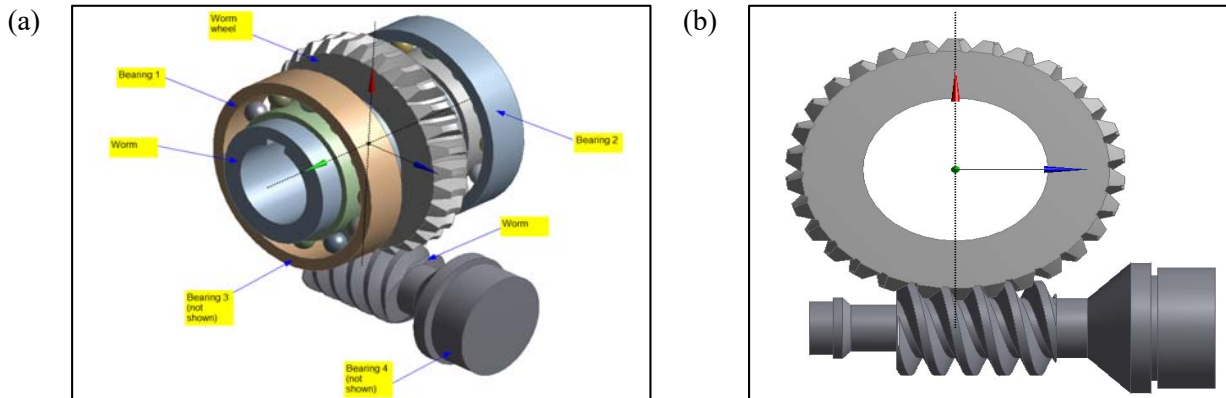 (a)
Worm
wheel
Bearing 1
Worm
Bearing 2
Worm
Bearing 3
(not
shown)
Bearing 4
(not
shown)
(b)